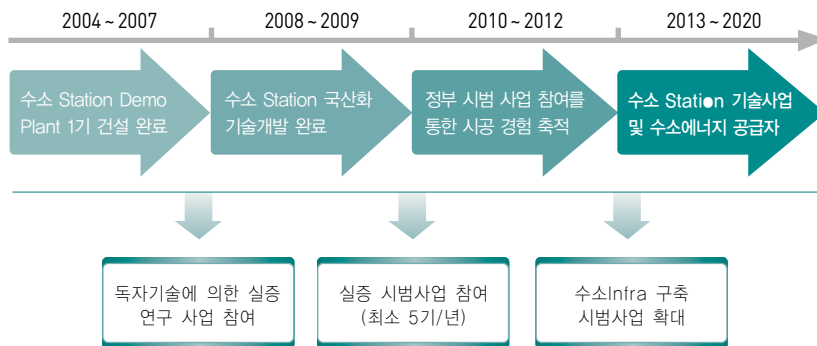 2004 ~ 2007
2008 ~ 2009
2010 ~ 2012
2013 ~ 2020
수소 Station Demo
Plant 1기 건설 완료
수소 Station 국산화
기술개발 완료
정부 시범 사업 참여를
통한 시공 경험 축적
수소 Station 기술사업
및 수소에너지 공급자
독자기술에 의한 실증
연구 사업 참여
실증 시범사업 참여
(최소 5기/년)
수소Infra 구축
시범사업 확대